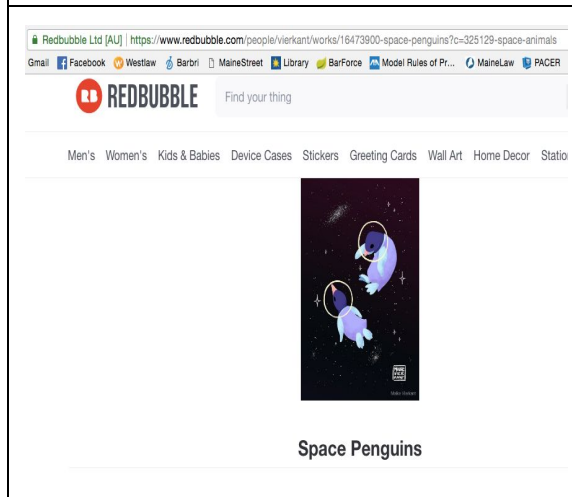 Redbubble Ltd [AU] | https://www.redbubble.com/people/vierkant/works/16473900-space-penguins?c=325129-space-animals
Gmail Facebook Westlaw Barbri MaineStreet Library BarForce Model Rules of Pr... MaineLaw PACER
RB REDBUBBLE Find your thing
Men's Women's Kids & Babies Device Cases Stickers Greeting Cards Wall Art Home Decor Station
Space Penguins